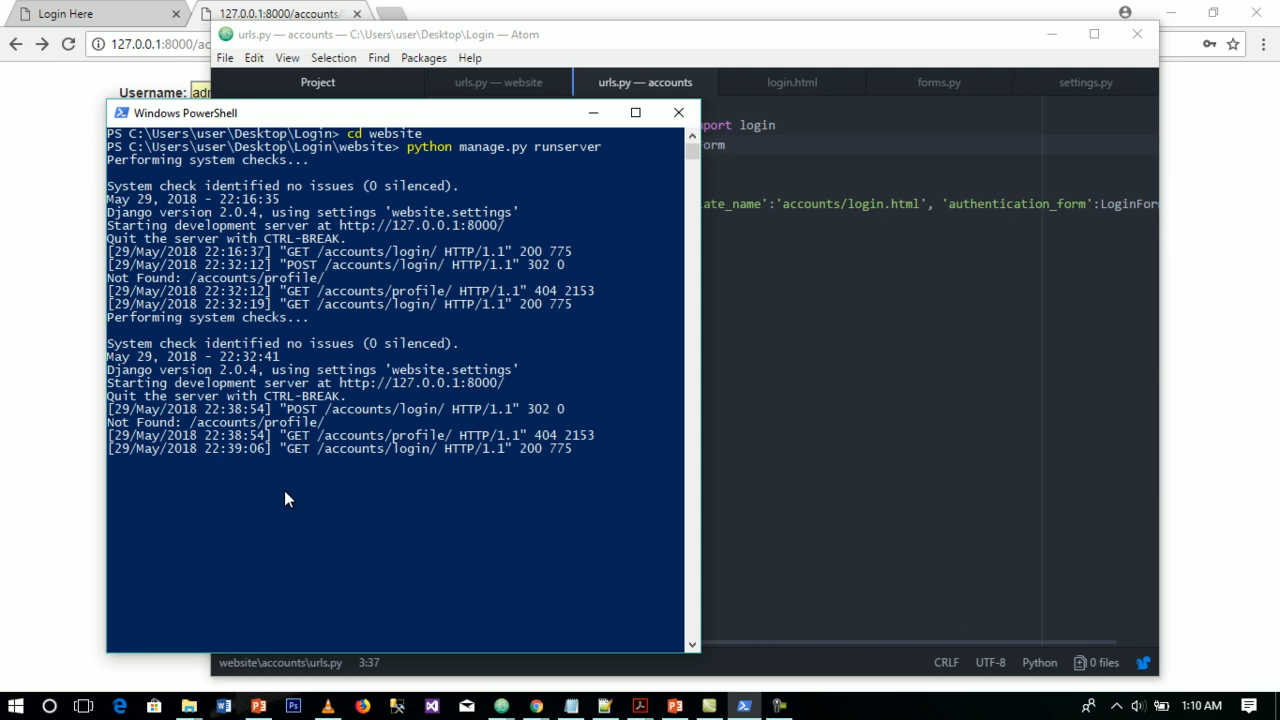 Login Here
127.0.0.1:8000/accounts/
127.0.0.1:8000/ac
Username: adr
urls.py — accounts — C:\Users\user\Desktop\Login — Atom
File Edit View Selection Find Packages Help
Project
urls.py — website
urls.py — accounts
login.html
forms.py
settings.py
port login
orm
ate_name':'accounts/login.html', 'authentication_form':LoginForm
Windows PowerShell
PS C:\Users\user\Desktop\Login> cd website
PS C:\Users\user\Desktop\Login\website> python manage.py runserver
Performing system checks...
System check identified no issues (0 silenced).
May 29, 2018 - 22:16:35
Django version 2.0.4, using settings 'website.settings'
Starting development server at http://127.0.0.1:8000/
Quit the server with CTRL-BREAK.
[29/May/2018 22:16:37] "GET /accounts/login/ HTTP/1.1" 200 775
[29/May/2018 22:32:12] "POST /accounts/login/ HTTP/1.1" 302 0
Not Found: /accounts/profile/
[29/May/2018 22:32:12] "GET /accounts/profile/ HTTP/1.1" 404 2153
[29/May/2018 22:32:19] "GET /accounts/login/ HTTP/1.1" 200 775
Performing system checks...
System check identified no issues (0 silenced).
May 29, 2018 - 22:32:41
Django version 2.0.4, using settings 'website.settings'
Starting development server at http://127.0.0.1:8000/
Quit the server with CTRL-BREAK.
[29/May/2018 22:38:54] "POST /accounts/login/ HTTP/1.1" 302 0
Not Found: /accounts/profile/
[29/May/2018 22:38:54] "GET /accounts/profile/ HTTP/1.1" 404 2153
[29/May/2018 22:39:06] "GET /accounts/login/ HTTP/1.1" 200 775
website\accounts\urls.py 3:37
CRLF UTF-8 Python 0 files
1:10 AM